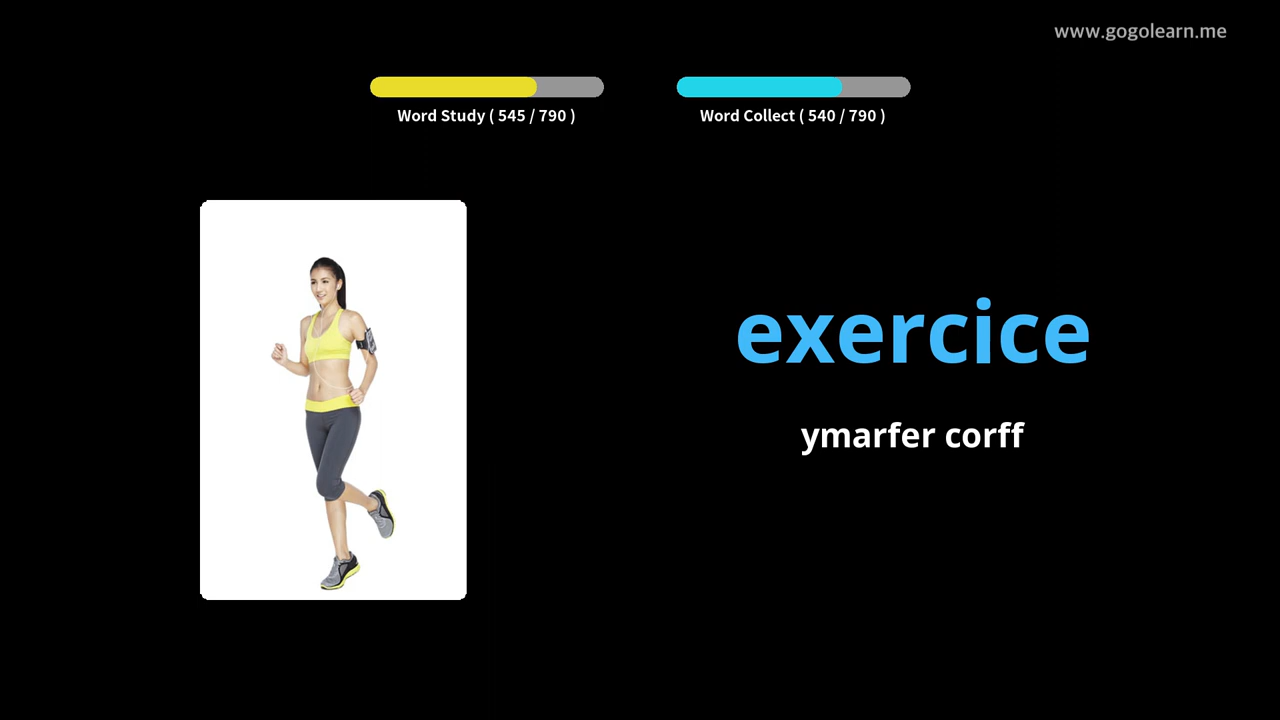 www.gogolearn.me
Word Study ( 545 / 790 )
Word Collect ( 540 / 790 )
exercice
ymarfer corff